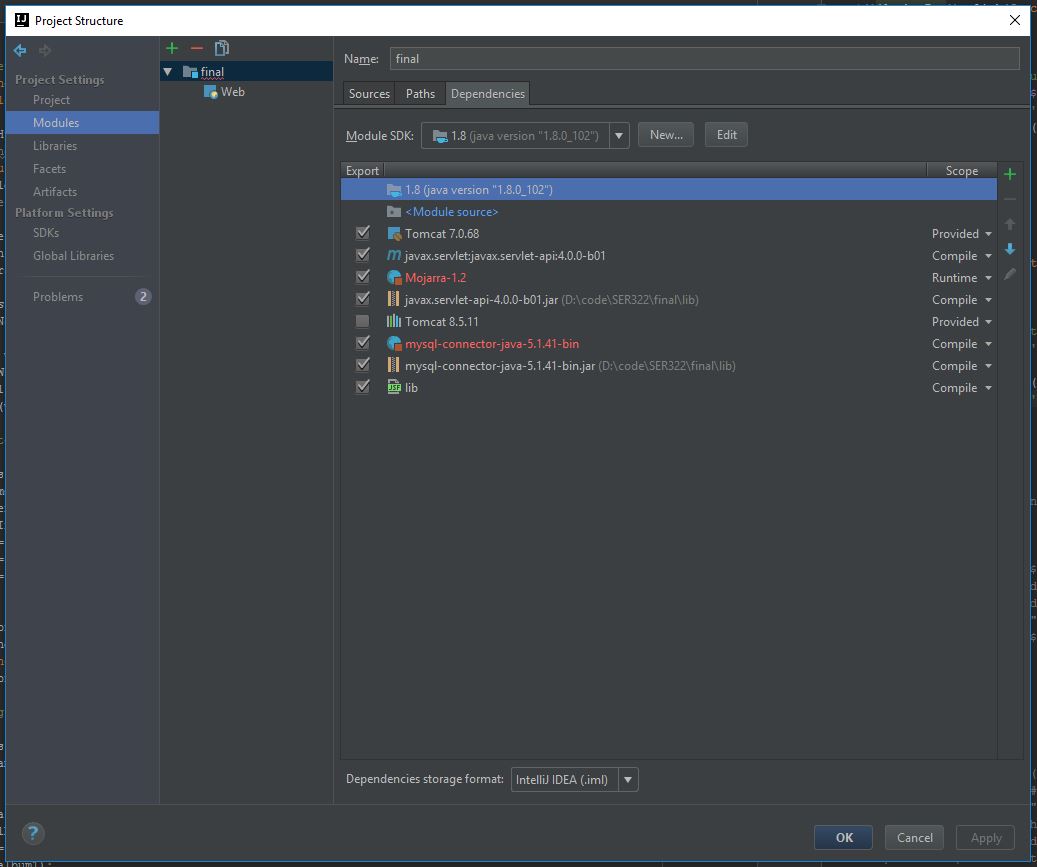 Project Structure
Project Settings
Project
Modules
Libraries
Facets
Artifacts
Platform Settings
SDKs
Global Libraries
Problems 2
final
Web
Name: final
Sources Paths Dependencies
Module SDK: 1.8 (java version "1.8.0_102") New... Edit
Export Scope
1.8 (java version "1.8.0_102")
<Module source>
Tomcat 7.0.68 Provided
m javax.servlet:javax.servlet-api:4.0.0-b01 Compile
Mojarra-1.2 Runtime
javax.servlet-api-4.0.0-b01.jar (D:\code\SER322\final\lib) Compile
Tomcat 8.5.11 Provided
mysql-connector-java-5.1.41-bin Compile
mysql-connector-java-5.1.41-bin.jar (D:\code\SER322\final\lib) Compile
JSF lib Compile
Dependencies storage format: IntelliJ IDEA (.iml)
? OK Cancel Apply